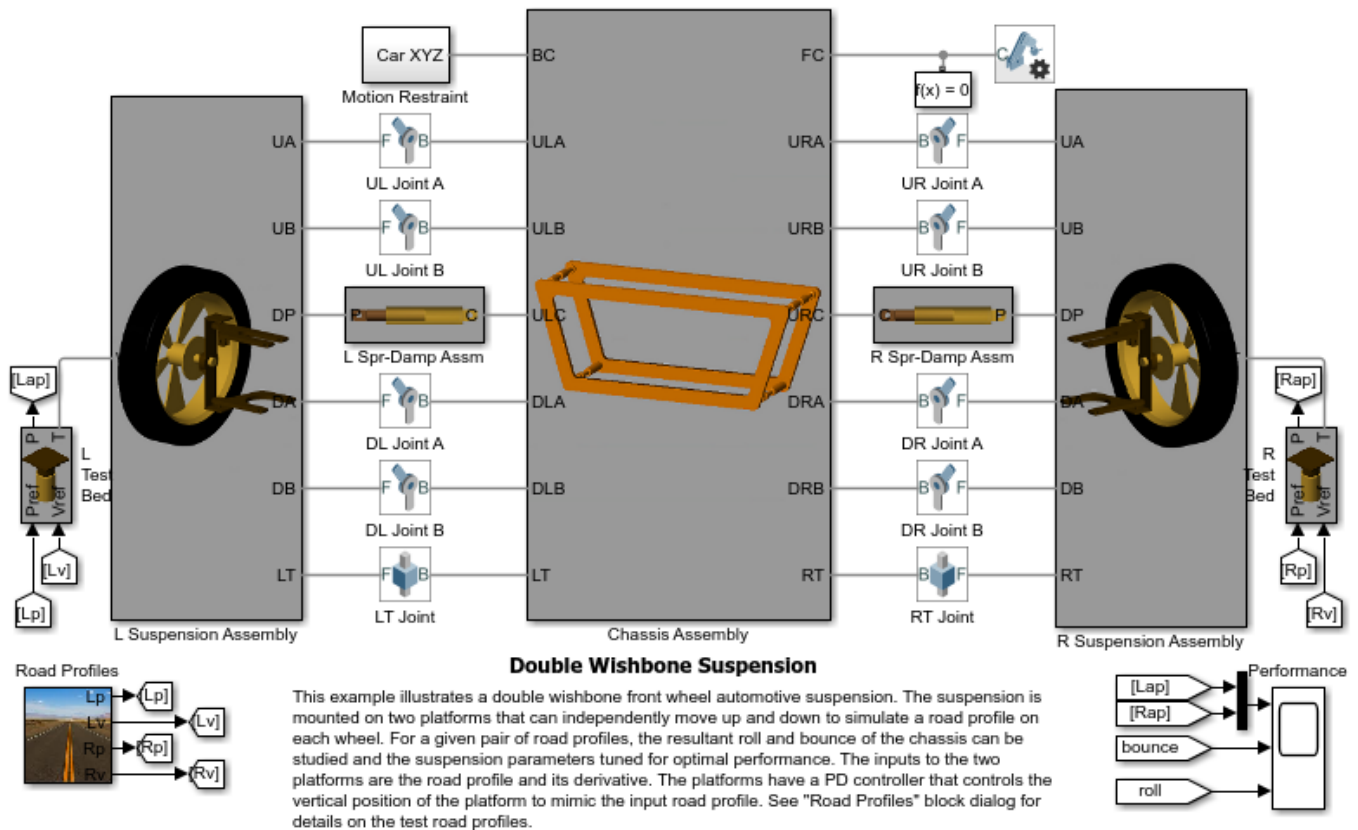 Car XYZ
BC
FC
C
Motion Restraint
f(x) = 0
UA
F
B
ULA
URA
B
F
UA
UL Joint A
UR Joint A
UB
F
B
ULB
URB
B
F
UB
UL Joint B
UR Joint B
DP
P
C
ULC
URC
C
P
DP
L Spr-Damp Assm
R Spr-Damp Assm
[Lap]
[Rap]
DA
F
B
DLA
DRA
B
F
DA
DL Joint A
DR Joint A
P
T
Pref
Vref
L
Test
Bed
R
Test
Bed
P
T
Pref
Vref
DB
F
B
DLB
DRB
B
F
DB
DL Joint B
DR Joint B
[Lv]
[Lp]
[Rp]
[Rv]
LT
F
B
LT
RT
B
F
RT
LT Joint
RT Joint
L Suspension Assembly
Chassis Assembly
R Suspension Assembly
Road Profiles
Lp
[Lp]
Lv
[Lv]
Rp
[Rp]
Rv
[Rv]
Double Wishbone Suspension
This example illustrates a double wishbone front wheel automotive suspension. The suspension is
mounted on two platforms that can independently move up and down to simulate a road profile on
each wheel. For a given pair of road profiles, the resultant roll and bounce of the chassis can be
studied and the suspension parameters tuned for optimal performance. The inputs to the two
platforms are the road profile and its derivative. The platforms have a PD controller that controls the
vertical position of the platform to mimic the input road profile. See "Road Profiles" block dialog for
details on the test road profiles.
Performance
[Lap]
[Rap]
bounce
roll